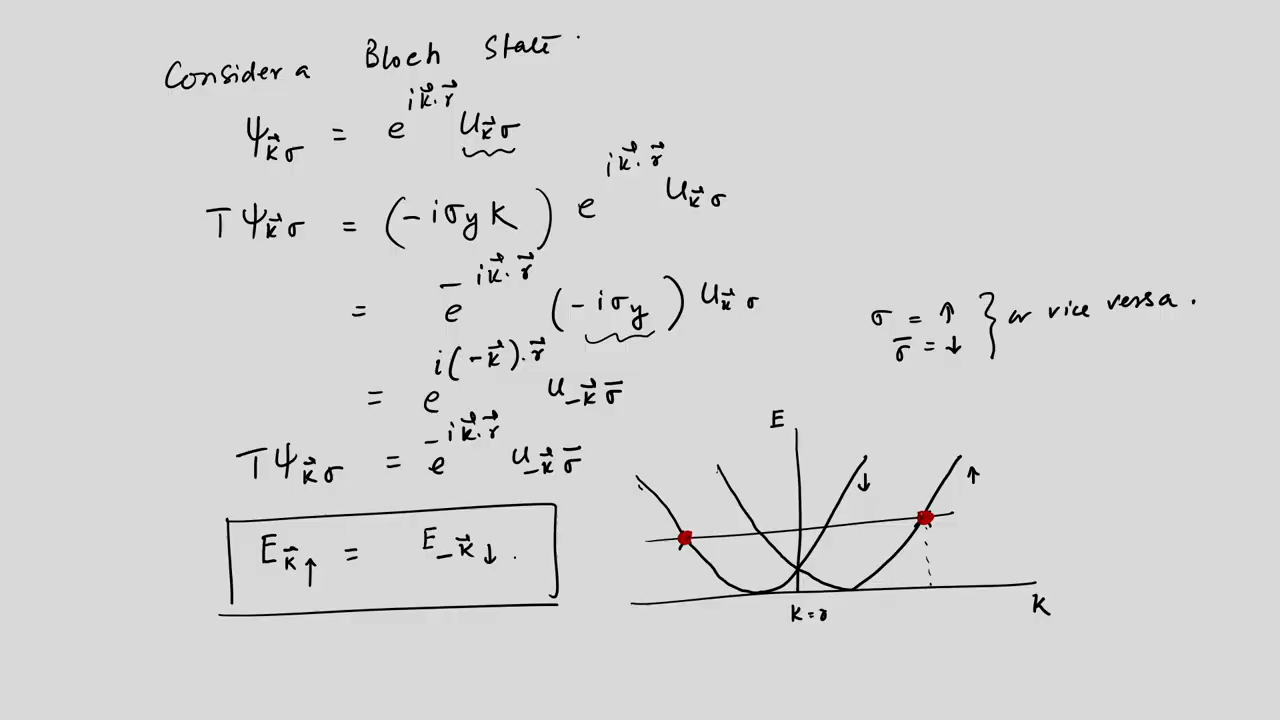 Consider a Bloch State.
ψ_{k⃗σ} = e^{ik⃗·r⃗} u_{k⃗σ}
Tψ_{k⃗σ} = (-iσ_y K) e^{ik⃗·r⃗} u_{k⃗σ}
= e^{-ik⃗·r⃗} (-iσ_y) u_{k⃗σ}
= e^{i(-k⃗)·r⃗} u_{-k⃗σ̄}
Tψ_{k⃗σ} = e^{-ik⃗·r⃗} u_{-k⃗σ̄}
E_{k⃗↑} = E_{-k⃗↓}.
σ = ↑ } or vice versa.
σ̄ = ↓
E
↓
↑
K